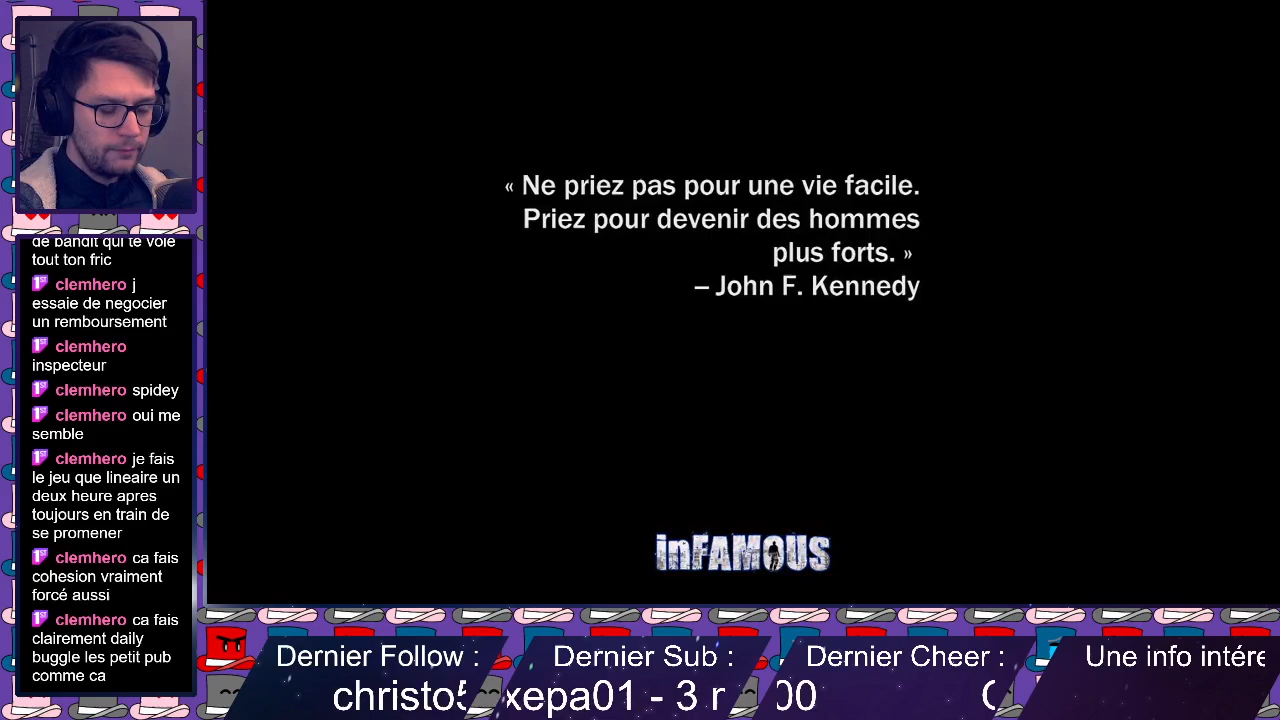 de bandit qui te vole
tout ton fric
clemhero j
essaie de negocier
un remboursement
clemhero
inspecteur
clemhero spidey
clemhero oui me
semble
clemhero je fais
le jeu que lineaire un
deux heure apres
toujours en train de
se promener
clemhero ca fais
cohesion vraiment
forcé aussi
clemhero ca fais
clairement daily
buggle les petit pub
comme ca
« Ne priez pas pour une vie facile.
Priez pour devenir des hommes
plus forts. »
– John F. Kennedy
inFAMOUS
Dernier Follow :
christo5
Dernier Sub :
xepa01 - 3 r
Dernier Cheer :
00
Une info intére